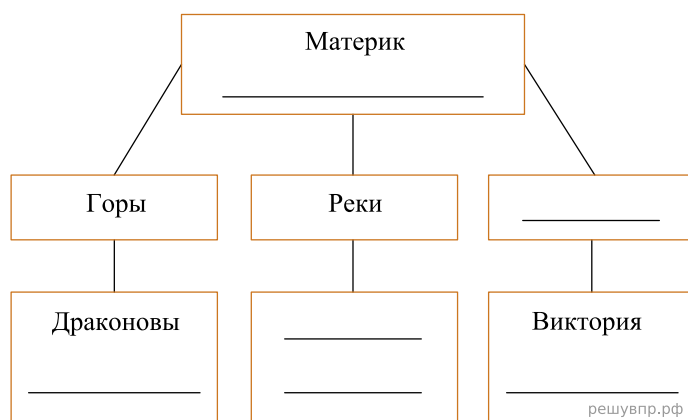 Материк
Горы
Реки
Драконовы
Виктория
решувпр.рф